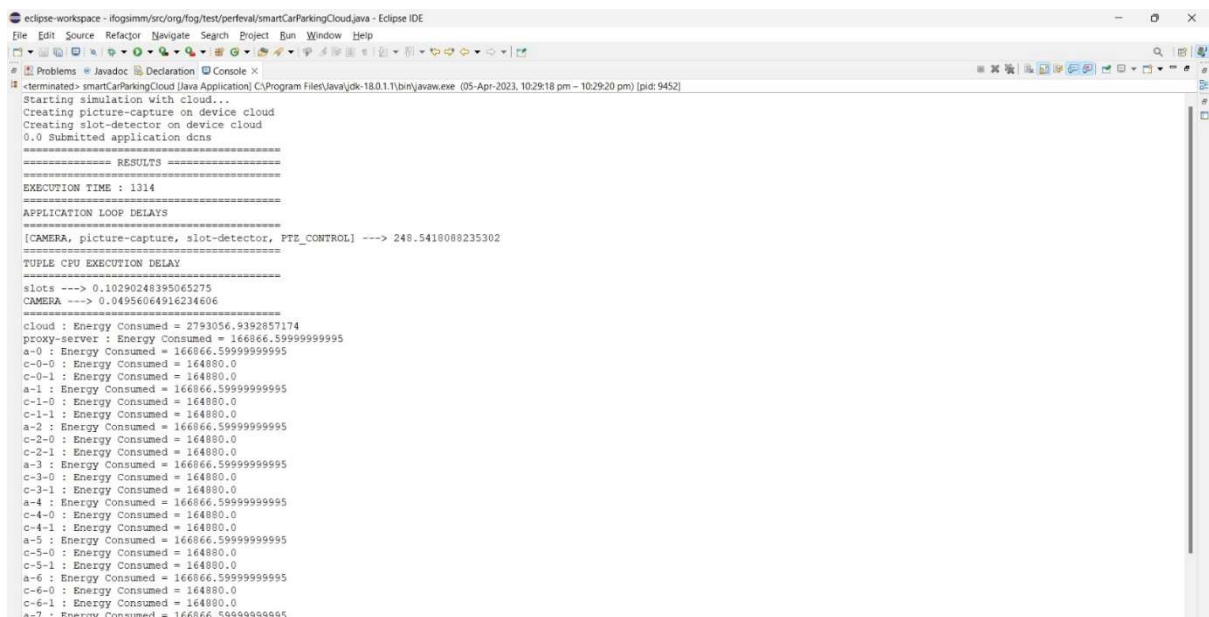 eclipse-workspace - ifogsimm/src/org/fog/test/perfeval/smartCarParkingCloud.java - Eclipse IDE
File Edit Source Refactor Navigate Search Project Run Window Help
Problems Javadoc Declaration Console
<terminated> smartCarParkingCloud [Java Application] C:\Program Files\Java\jdk-18.0.1.1\bin\javaw.exe (05-Apr-2023, 10:29:18 pm – 10:29:20 pm) [pid: 9452]
Starting simulation with cloud...
Creating picture-capture on device cloud
Creating slot-detector on device cloud
0.0 Submitted application dcns
=========================================
============== RESULTS ==================
=========================================
EXECUTION TIME : 1314
=========================================
APPLICATION LOOP DELAYS
=========================================
[CAMERA, picture-capture, slot-detector, PTZ_CONTROL] ---> 248.5418088235302
=========================================
TUPLE CPU EXECUTION DELAY
=========================================
slots ---> 0.10290248395065275
CAMERA ---> 0.04956064916234606
=========================================
cloud : Energy Consumed = 2793056.9392857174
proxy-server : Energy Consumed = 166866.59999999995
a-0 : Energy Consumed = 166866.59999999995
c-0-0 : Energy Consumed = 164880.0
c-0-1 : Energy Consumed = 164880.0
a-1 : Energy Consumed = 166866.59999999995
c-1-0 : Energy Consumed = 164880.0
c-1-1 : Energy Consumed = 164880.0
a-2 : Energy Consumed = 166866.59999999995
c-2-0 : Energy Consumed = 164880.0
c-2-1 : Energy Consumed = 164880.0
a-3 : Energy Consumed = 166866.59999999995
c-3-0 : Energy Consumed = 164880.0
c-3-1 : Energy Consumed = 164880.0
a-4 : Energy Consumed = 166866.59999999995
c-4-0 : Energy Consumed = 164880.0
c-4-1 : Energy Consumed = 164880.0
a-5 : Energy Consumed = 166866.59999999995
c-5-0 : Energy Consumed = 164880.0
c-5-1 : Energy Consumed = 164880.0
a-6 : Energy Consumed = 166866.59999999995
c-6-0 : Energy Consumed = 164880.0
c-6-1 : Energy Consumed = 164880.0
a-7 : Energy Consumed = 166866.59999999995